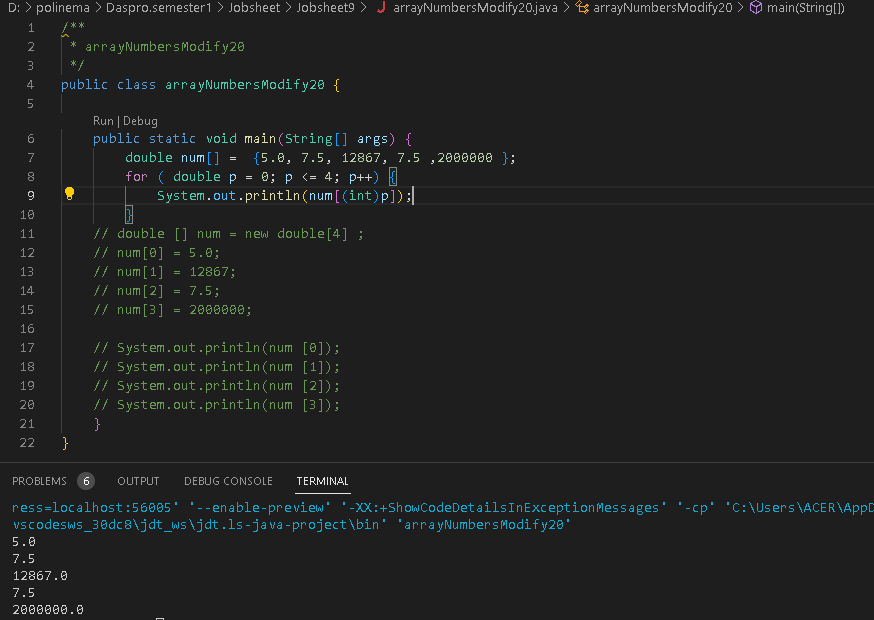 D: > polinema > Daspro.semester1 > Jobsheet > Jobsheet9 > J arrayNumbersModify20.java > arrayNumbersModify20 > main(String[])
1 /**
2  * arrayNumbersModify20
3  */
4 public class arrayNumbersModify20 {
5
Run | Debug
6     public static void main(String[] args) {
7         double num[] =  {5.0, 7.5, 12867, 7.5 ,2000000 };
8         for ( double p = 0; p <= 4; p++) {
9             System.out.println(num[(int)p]);
10         }
11     // double [] num = new double[4] ;
12     // num[0] = 5.0;
13     // num[1] = 12867;
14     // num[2] = 7.5;
15     // num[3] = 2000000;
16
17     // System.out.println(num [0]);
18     // System.out.println(num [1]);
19     // System.out.println(num [2]);
20     // System.out.println(num [3]);
21     }
22 }
PROBLEMS 6 OUTPUT DEBUG CONSOLE TERMINAL
ress=localhost:56005' '--enable-preview' '-XX:+ShowCodeDetailsInExceptionMessages' '-cp' 'C:\Users\ACER\AppD
vscodesws_30dc8\jdt_ws\jdt.ls-java-project\bin' 'arrayNumbersModify20'
5.0
7.5
12867.0
7.5
2000000.0